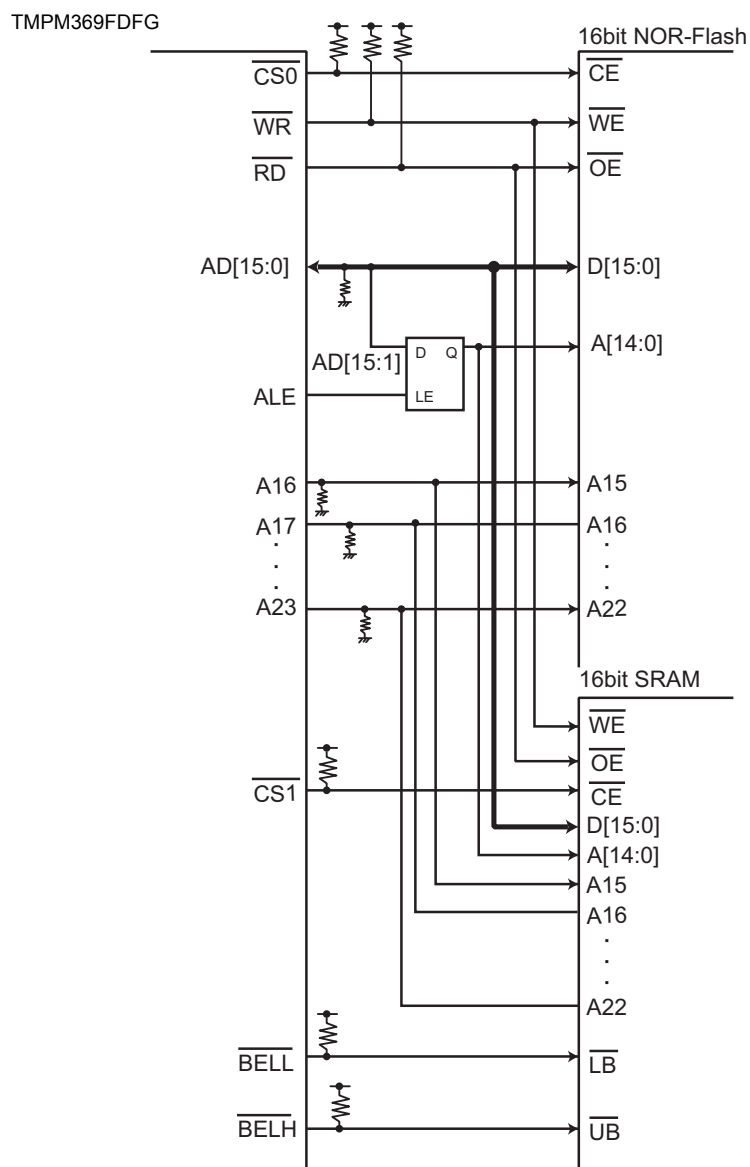 TMPM369FDFG
16bit NOR-Flash
CS0
CE
WR
WE
RD
OE
AD[15:0]
D[15:0]
D Q
A[14:0]
AD[15:1]
ALE
LE
A16
A15
A17
A16
.
.
.
.
.
.
A23
A22
16bit SRAM
WE
OE
CS1
CE
D[15:0]
A[14:0]
A15
A16
.
.
.
A22
BELL
LB
BELH
UB